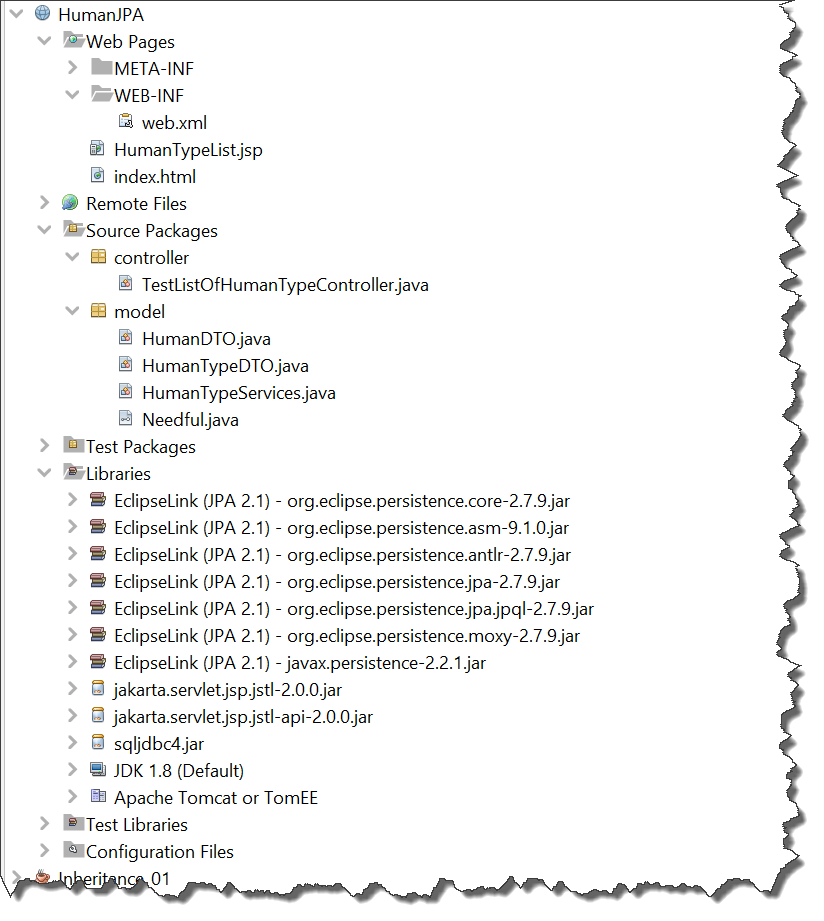 HumanJPA
Web Pages
META-INF
WEB-INF
web.xml
HumanTypeList.jsp
index.html
Remote Files
Source Packages
controller
TestListOfHumanTypeController.java
model
HumanDTO.java
HumanTypeDTO.java
HumanTypeServices.java
Needful.java
Test Packages
Libraries
EclipseLink (JPA 2.1) - org.eclipse.persistence.core-2.7.9.jar
EclipseLink (JPA 2.1) - org.eclipse.persistence.asm-9.1.0.jar
EclipseLink (JPA 2.1) - org.eclipse.persistence.antlr-2.7.9.jar
EclipseLink (JPA 2.1) - org.eclipse.persistence.jpa-2.7.9.jar
EclipseLink (JPA 2.1) - org.eclipse.persistence.jpa.jpql-2.7.9.jar
EclipseLink (JPA 2.1) - org.eclipse.persistence.moxy-2.7.9.jar
EclipseLink (JPA 2.1) - javax.persistence-2.2.1.jar
jakarta.servlet.jsp.jstl-2.0.0.jar
jakarta.servlet.jsp.jstl-api-2.0.0.jar
sqljdbc4.jar
JDK 1.8 (Default)
Apache Tomcat or TomEE
Test Libraries
Configuration Files
Inheritance_01